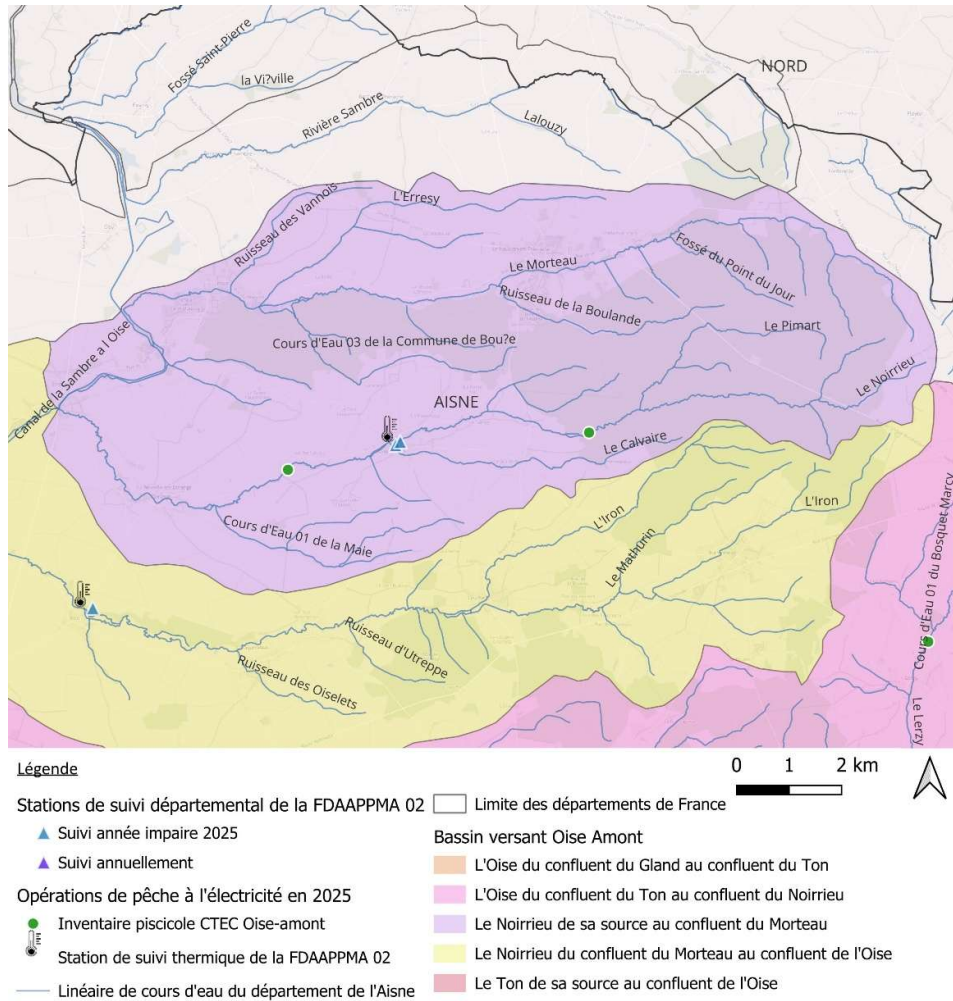 NORD
Fossé Saint-Pierre
la Vi?ville
Rivière Sambre
Lalouzy
L'Erresy
Ruisseau des Vannois
Le Morteau
Fossé du Point du Jour
Ruisseau de la Boulande
Le Pimart
Cours d'Eau 03 de la Commune de Bou?e
Canal de la Sambre a l Oise
Le Noirrieu
AISNE
Le Calvaire
Cours d'Eau 01 de la Maie
L'Iron
L'Iron
Le Mathurin
Cours d'Eau 01 du Bosquet Marcy
Ruisseau d'Utreppe
Ruisseau des Oiselets
Le Lerzy
Légende
0 1 2 km
Stations de suivi départemental de la FDAAPPMA 02
Suivi année impaire 2025
Suivi annuellement
Opérations de pêche à l'électricité en 2025
Inventaire piscicole CTEC Oise-amont
Station de suivi thermique de la FDAAPPMA 02
Linéaire de cours d'eau du département de l'Aisne
Limite des départements de France
Bassin versant Oise Amont
L'Oise du confluent du Gland au confluent du Ton
L'Oise du confluent du Ton au confluent du Noirrieu
Le Noirrieu de sa source au confluent du Morteau
Le Noirrieu du confluent du Morteau au confluent de l'Oise
Le Ton de sa source au confluent de l'Oise